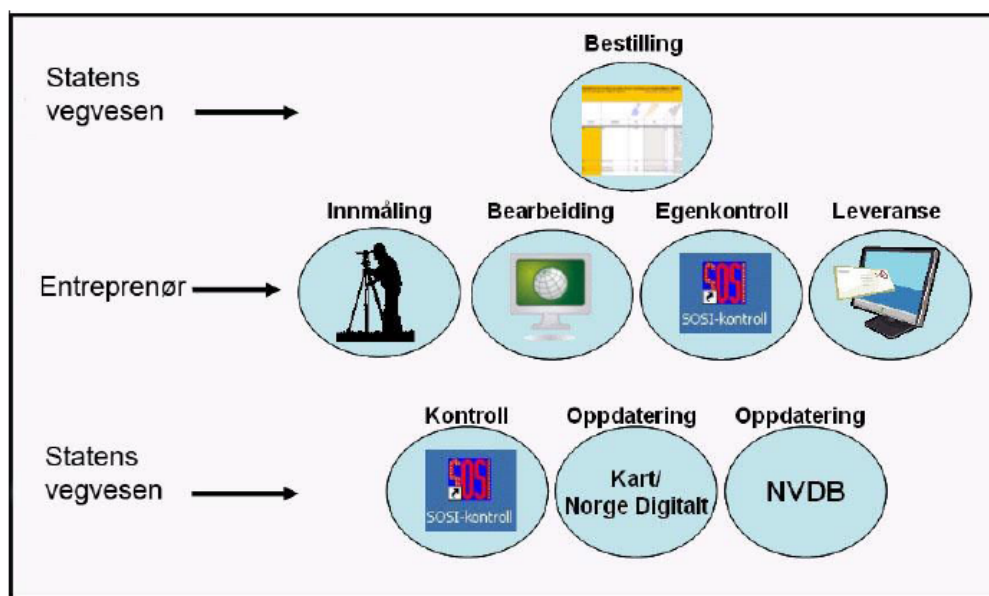 Bestilling
Statens
vegvesen
Innmåling
Bearbeiding
Egenkontroll
Leveranse
Entreprenør
SOSI
SOSI-kontroll
Kontroll
Oppdatering
Oppdatering
Statens
vegvesen
SOSI
SOSI-kontroll
Kart/
Norge Digitalt
NVDB